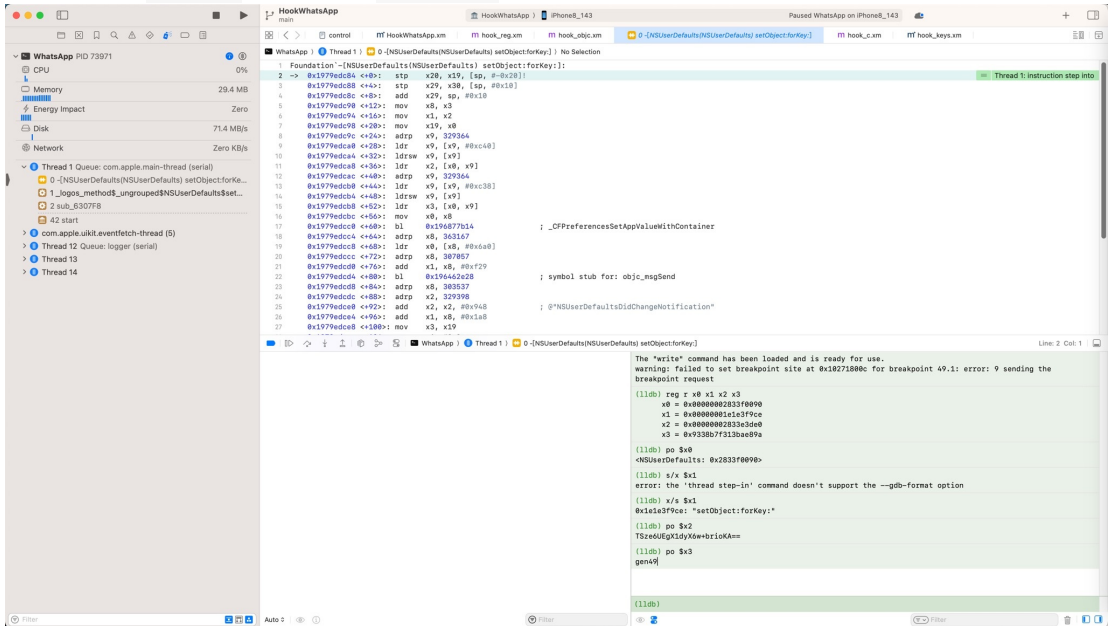 HookWhatsApp
main
HookWhatsApp
iPhone8_143
Paused WhatsApp on iPhone8_143
control
HookWhatsApp.xm
hook_reg.xm
hook_objc.xm
0 -[NSUserDefaults(NSUserDefaults) setObject:forKey:]
hook_c.xm
hook_keys.xm
WhatsApp
Thread 1
0 -[NSUserDefaults(NSUserDefaults) setObject:forKey:]
No Selection
WhatsApp PID 73971
CPU 0%
Memory 29.4 MB
Energy Impact Zero
Disk 71.4 MB/s
Network Zero KB/s
Thread 1 Queue: com.apple.main-thread (serial)
0 -[NSUserDefaults(NSUserDefaults) setObject:forKe...
1 _logos_method$_ungrouped$NSUserDefaults$set...
2 sub_6307F8
42 start
com.apple.uikit.eventfetch-thread (5)
Thread 12 Queue: logger (serial)
Thread 13
Thread 14
Filter
1 Foundation`-[NSUserDefaults(NSUserDefaults) setObject:forKey:]:
2 -> 0x1979edc84 <+0>: stp x20, x19, [sp, #-0x20]!
Thread 1: instruction step into
3 0x1979edc88 <+4>: stp x29, x30, [sp, #0x10]
4 0x1979edc8c <+8>: add x29, sp, #0x10
5 0x1979edc90 <+12>: mov x8, x3
6 0x1979edc94 <+16>: mov x1, x2
7 0x1979edc98 <+20>: mov x19, x0
8 0x1979edc9c <+24>: adrp x9, 329364
9 0x1979edca0 <+28>: ldr x9, [x9, #0xc40]
10 0x1979edca4 <+32>: ldrsw x9, [x9]
11 0x1979edca8 <+36>: ldr x2, [x0, x9]
12 0x1979edcac <+40>: adrp x9, 329364
13 0x1979edcb0 <+44>: ldr x9, [x9, #0xc38]
14 0x1979edcb4 <+48>: ldrsw x9, [x9]
15 0x1979edcb8 <+52>: ldr x3, [x0, x9]
16 0x1979edcbc <+56>: mov x0, x8
17 0x1979edcc0 <+60>: bl 0x196877b14 ; _CFPreferencesSetAppValueWithContainer
18 0x1979edcc4 <+64>: adrp x8, 363167
19 0x1979edcc8 <+68>: ldr x0, [x8, #0x6a0]
20 0x1979edccc <+72>: adrp x8, 307057
21 0x1979edcd0 <+76>: add x1, x8, #0xf29
22 0x1979edcd4 <+80>: bl 0x196462e28 ; symbol stub for: objc_msgSend
23 0x1979edcd8 <+84>: adrp x8, 303537
24 0x1979edcdc <+88>: adrp x2, 329398
25 0x1979edce0 <+92>: add x2, x2, #0x948 ; @"NSUserDefaultsDidChangeNotification"
26 0x1979edce4 <+96>: add x1, x8, #0x1a8
27 0x1979edce8 <+100>: mov x3, x19
WhatsApp
Thread 1
0 -[NSUserDefaults(NSUserDefaults) setObject:forKey:]
Line: 2 Col: 1
The "write" command has been loaded and is ready for use.
warning: failed to set breakpoint site at 0x10271800c for breakpoint 49.1: error: 9 sending the
breakpoint request
(lldb) reg r x0 x1 x2 x3
x0 = 0x00000002833f0090
x1 = 0x00000001e1e3f9ce
x2 = 0x00000002833e3de0
x3 = 0x9338b7f313bae89a
(lldb) po $x0
<NSUserDefaults: 0x2833f0090>
(lldb) s/x $x1
error: the 'thread step-in' command doesn't support the --gdb-format option
(lldb) x/s $x1
0x1e1e3f9ce: "setObject:forKey:"
(lldb) po $x2
TSze6UEgX1dyX6w+brioKA==
(lldb) po $x3
gen49
(lldb)
Auto
Filter
Filter